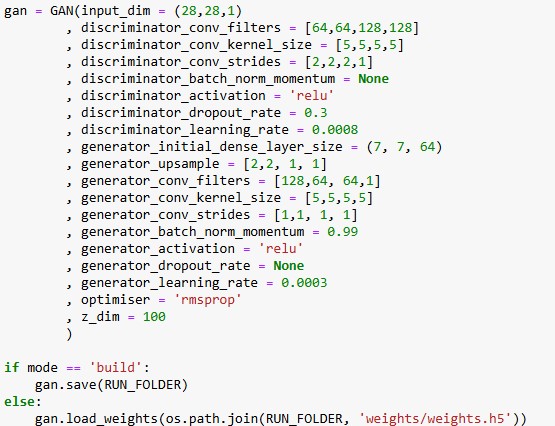 gan = GAN(input_dim = (28,28,1)
        , discriminator_conv_filters = [64,64,128,128]
        , discriminator_conv_kernel_size = [5,5,5,5]
        , discriminator_conv_strides = [2,2,2,1]
        , discriminator_batch_norm_momentum = None
        , discriminator_activation = 'relu'
        , discriminator_dropout_rate = 0.3
        , discriminator_learning_rate = 0.0008
        , generator_initial_dense_layer_size = (7, 7, 64)
        , generator_upsample = [2,2, 1, 1]
        , generator_conv_filters = [128,64, 64,1]
        , generator_conv_kernel_size = [5,5,5,5]
        , generator_conv_strides = [1,1, 1, 1]
        , generator_batch_norm_momentum = 0.99
        , generator_activation = 'relu'
        , generator_dropout_rate = None
        , generator_learning_rate = 0.0003
        , optimiser = 'rmsprop'
        , z_dim = 100
        )

if mode == 'build':
    gan.save(RUN_FOLDER)
else:
    gan.load_weights(os.path.join(RUN_FOLDER, 'weights/weights.h5'))